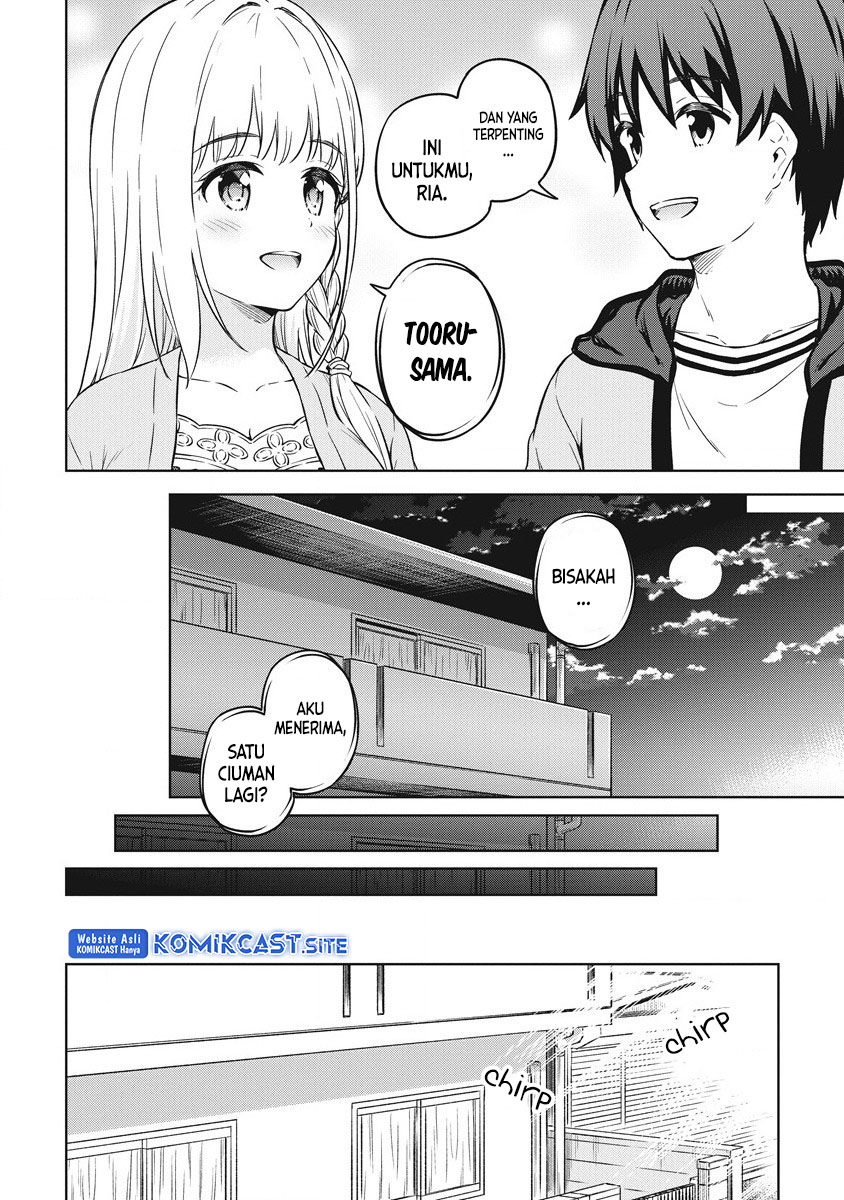 DAN YANG
TERPENTING
...
INI
UNTUKMU,
RIA.
TOORU-
SAMA.
BISAKAH
...
AKU
MENERIMA,
SATU
CIUMAN
LAGI?
Website Asli
KOMIKCAST Hanya
KOMIKCAST.SITE
chirp
chirp